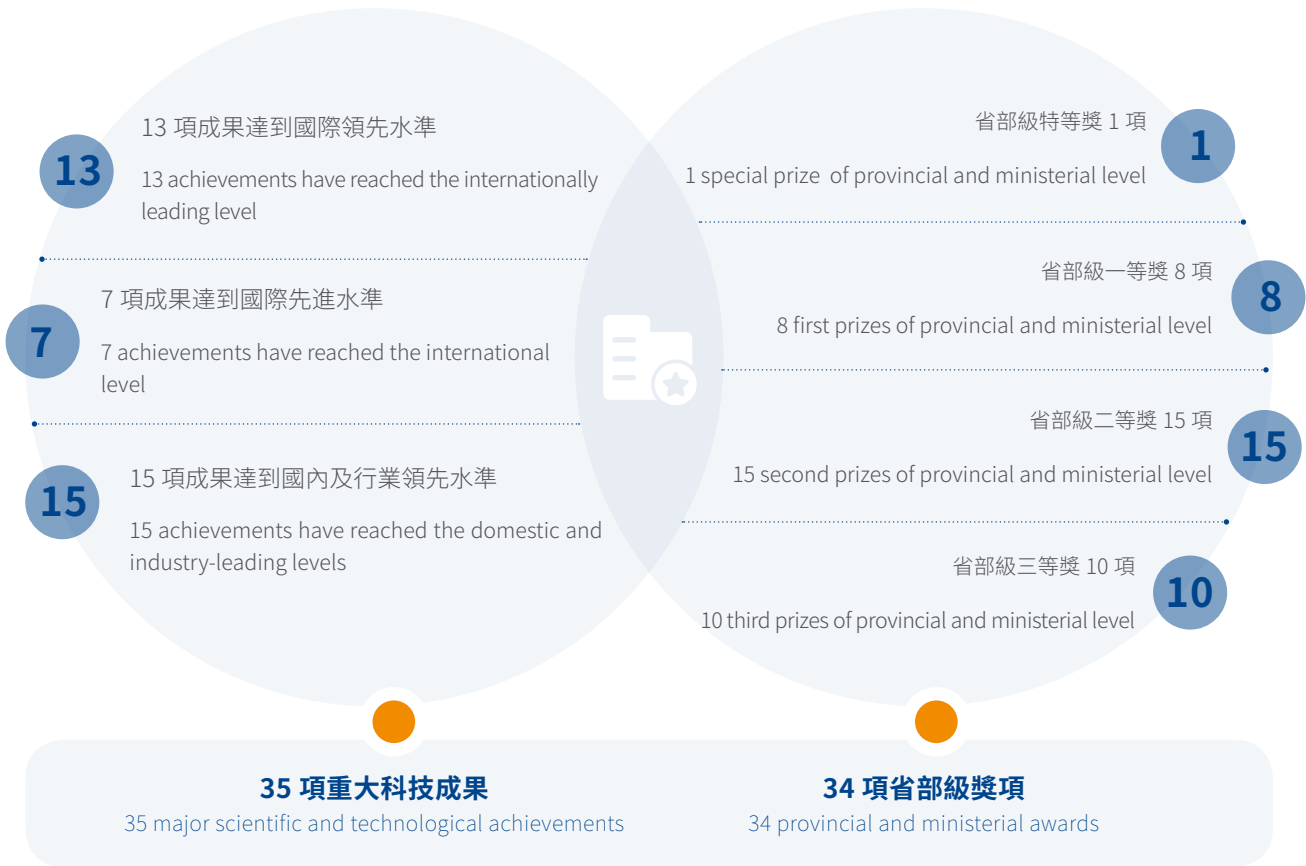 13
13 項成果達到國際領先水準
13 achievements have reached the internationally
leading level
7
7 項成果達到國際先進水準
7 achievements have reached the international
level
15
15 項成果達到國內及行業領先水準
15 achievements have reached the domestic and
industry-leading levels
省部級特等獎 1 項
1 special prize of provincial and ministerial level
1
省部級一等獎 8 項
8 first prizes of provincial and ministerial level
8
省部級二等獎 15 項
15 second prizes of provincial and ministerial level
15
省部級三等獎 10 項
10 third prizes of provincial and ministerial level
10
35 項重大科技成果
35 major scientific and technological achievements
34 項省部級獎項
34 provincial and ministerial awards